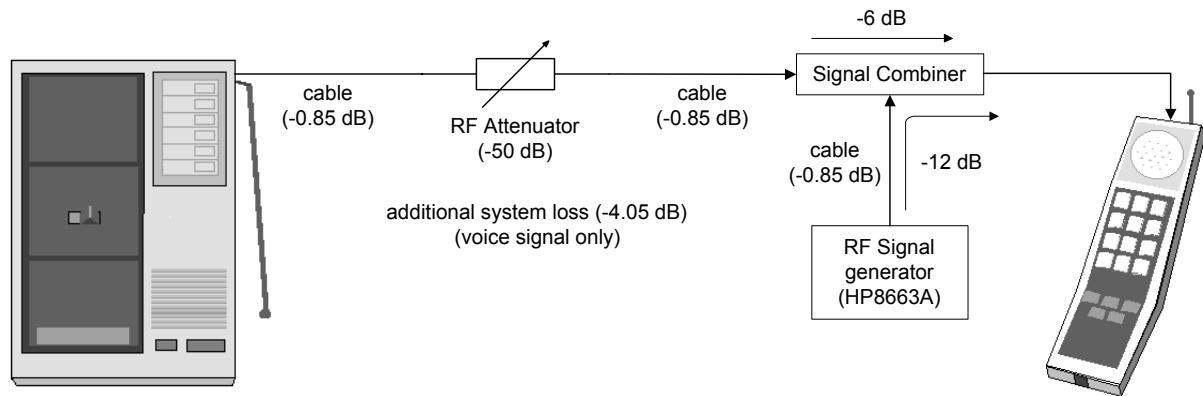 -6 dB
Signal Combiner
cable
(-0.85 dB)
RF Attenuator
(-50 dB)
cable
(-0.85 dB)
cable
(-0.85 dB)
-12 dB
additional system loss (-4.05 dB)
(voice signal only)
RF Signal
generator
(HP8663A)